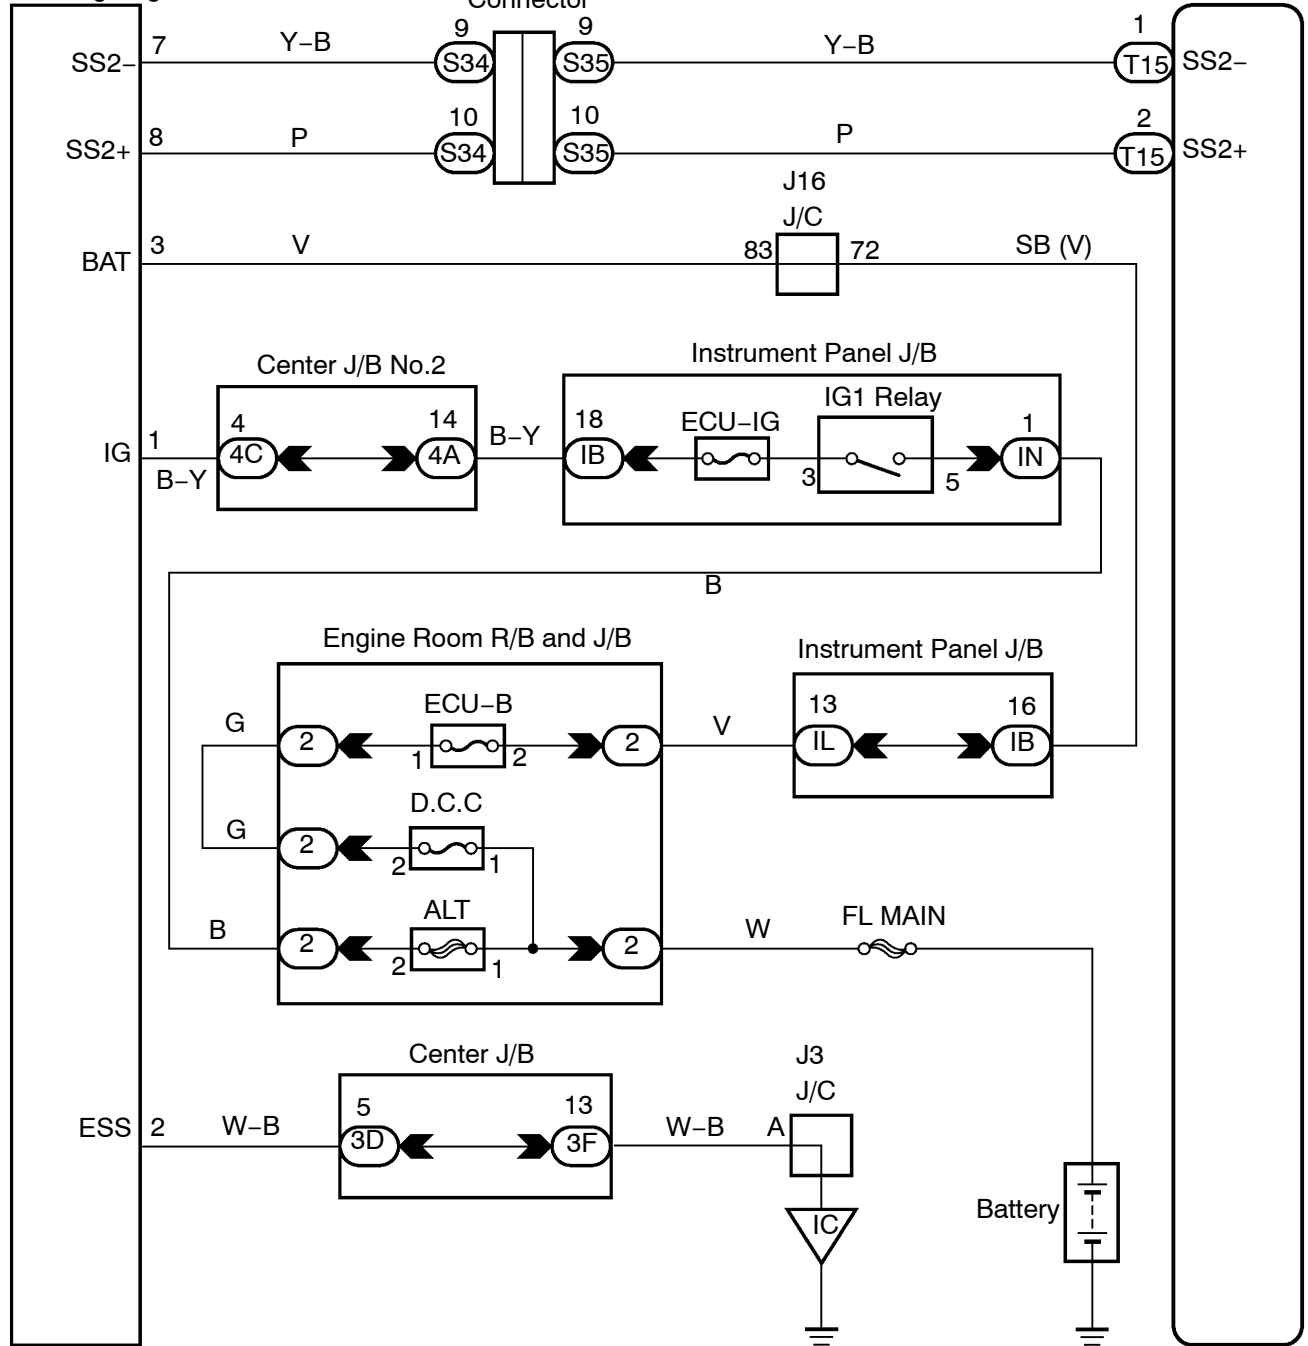 Connector
7 Y–B 9 9 Y–B 1
SS2– S34 S35 T15 SS2–
8 P 10 10 P 2
SS2+ S34 S35 T15 SS2+
J16
J/C
3 V 83 72 SB (V)
BAT
Center J/B No.2
Instrument Panel J/B
IG1 Relay
4 14 18 ECU–IG 1
IG 1 4C 4A B–Y IB IN
B–Y 3 5
B
Engine Room R/B and J/B
Instrument Panel J/B
ECU–B
13 16
G 2 1 2 2 V IL IB
D.C.C
G 2 2 1
ALT
FL MAIN
B 2 2 1 2 W
Center J/B
J3
J/C
5 13
ESS 2 W–B 3D 3F W–B A
Battery
IC